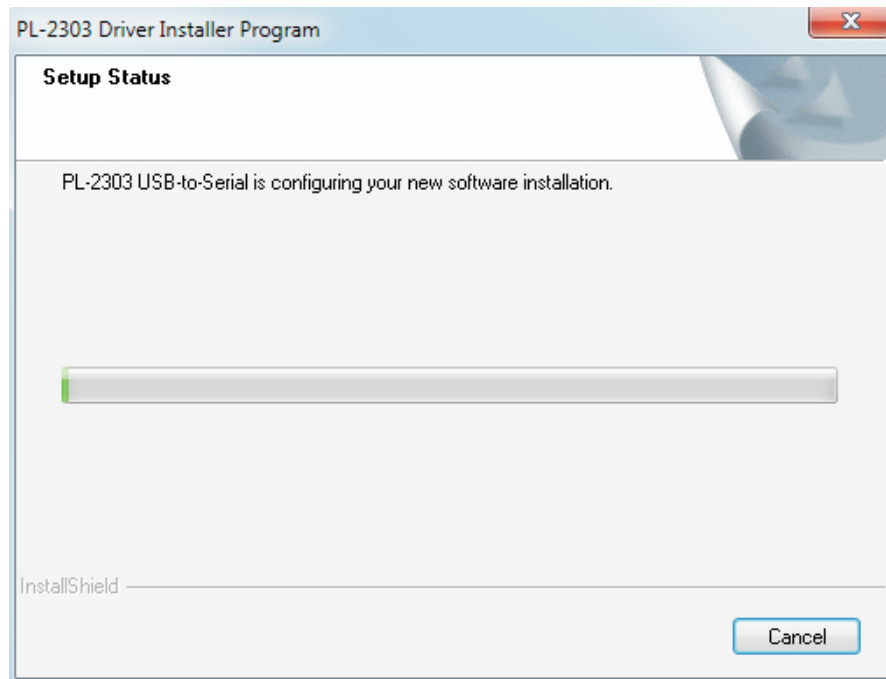 PL-2303 Driver Installer Program
Setup Status
PL-2303 USB-to-Serial is configuring your new software installation.
InstallShield
Cancel